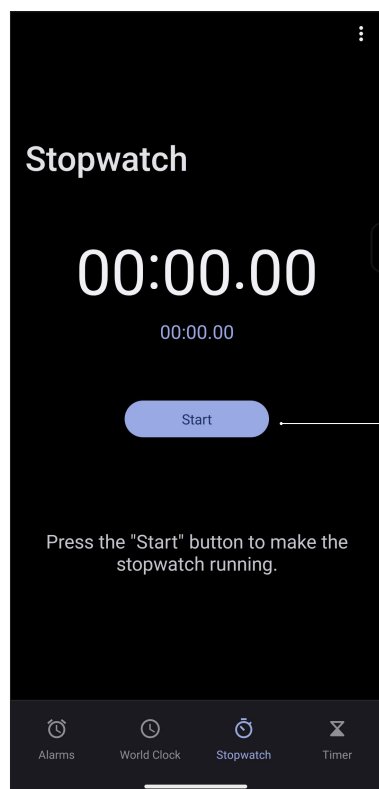 Stopwatch
00:00.00
00:00.00
Start
Press the "Start" button to make the
stopwatch running.
Alarms
World Clock
Stopwatch
Timer